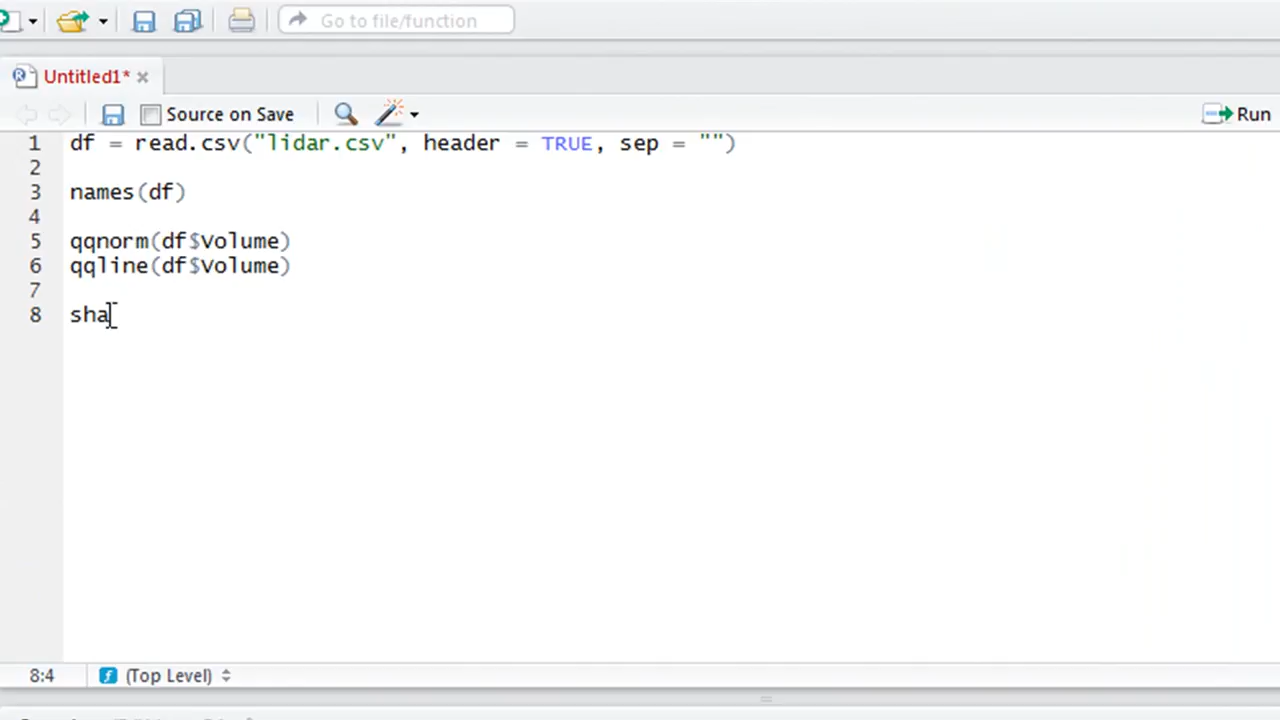 Go to file/function
Untitled1*
Source on Save
Run
1 df = read.csv("lidar.csv", header = TRUE, sep = "")
2
3 names(df)
4
5 qqnorm(df$Volume)
6 qqline(df$Volume)
7
8 sha
8:4 (Top Level)